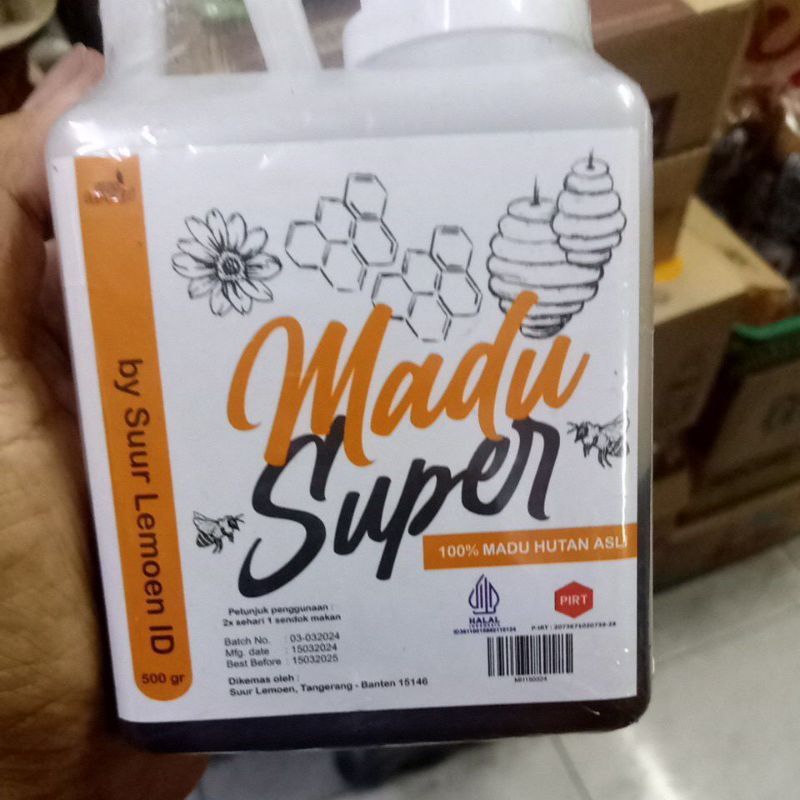 by Suur Lemoen ID
500 gr
Madu
Super
100% MADU HUTAN ASLI
Petunjuk penggunaan :
2x sehari 1 sendok makan
Batch No. : 03-032024
Mfg. date : 15032024
Best Before : 15032025
Dikemas oleh :
Suur Lemoen, Tangerang - Banten 15146
HALAL
INDONESIA
PIRT